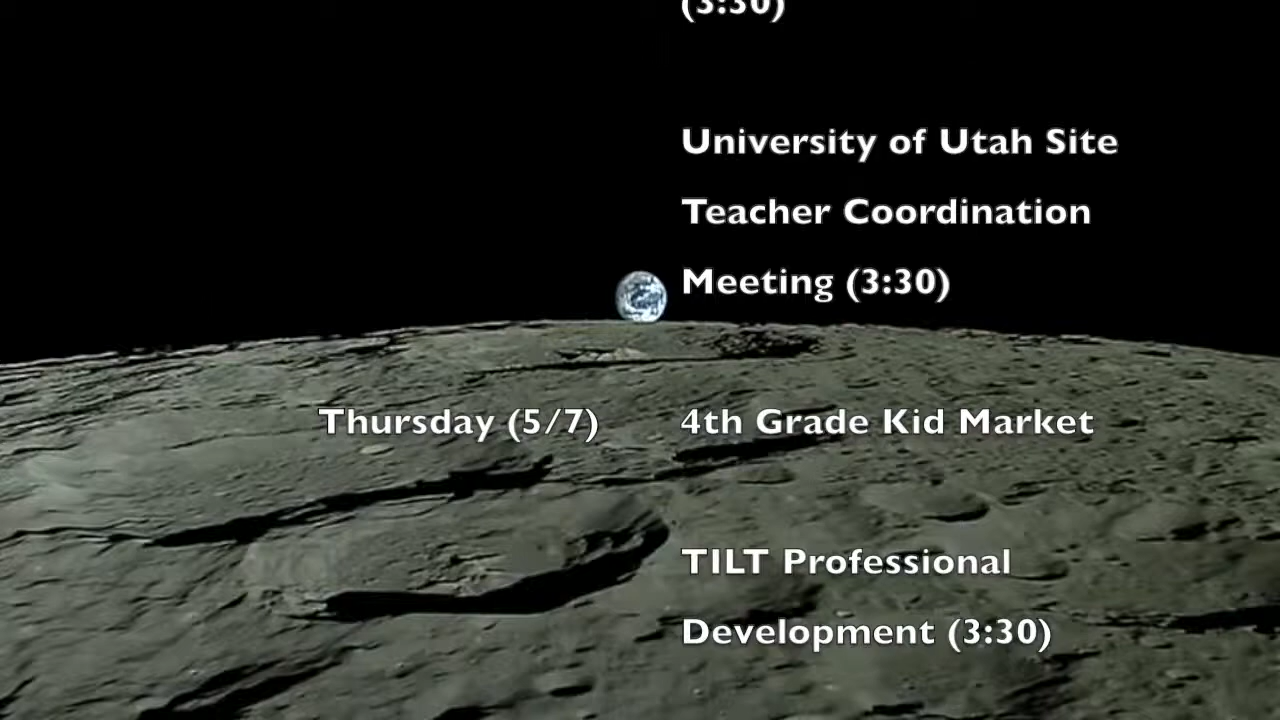 (3:30)
University of Utah Site
Teacher Coordination
Meeting (3:30)
Thursday (5/7) 4th Grade Kid Market
TILT Professional
Development (3:30)